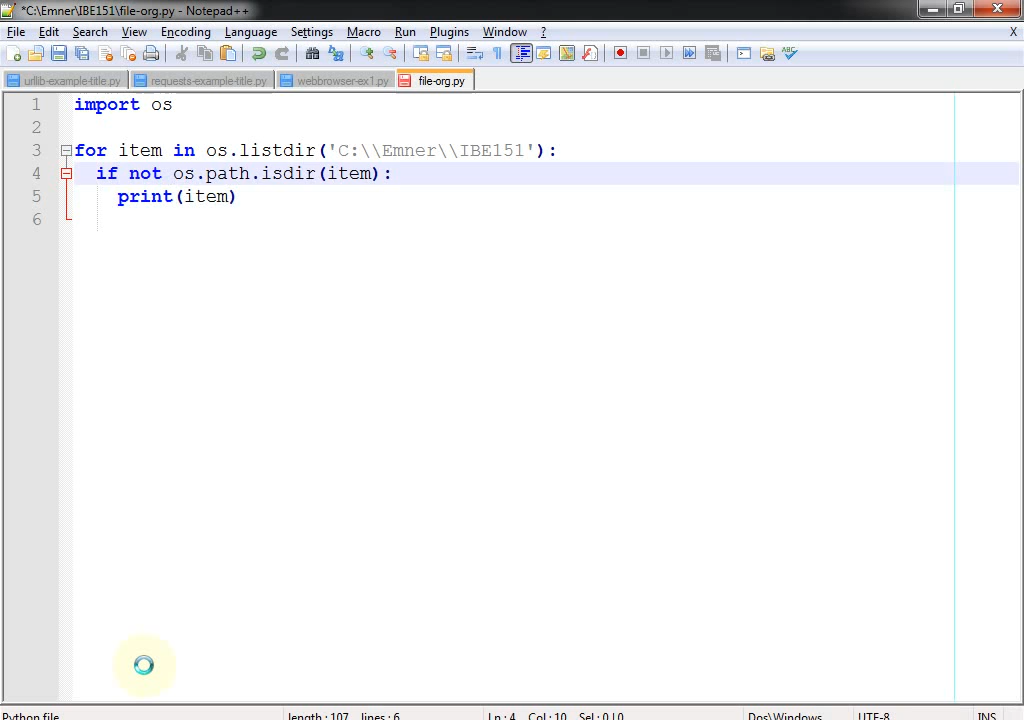 *C:\Emner\IBE151\file-org.py - Notepad++
File Edit Search View Encoding Language Settings Macro Run Plugins Window ? X
urllib-example-title.py requests-example-title.py webbrowser-ex1.py file-org.py
1 import os
2
3 for item in os.listdir('C:\\Emner\\IBE151'):
4 if not os.path.isdir(item):
5 print(item)
6
Python file length : 107 lines : 6 Ln : 4 Col : 10 Sel : 0 | 0 Dos\Windows UTF-8 INS